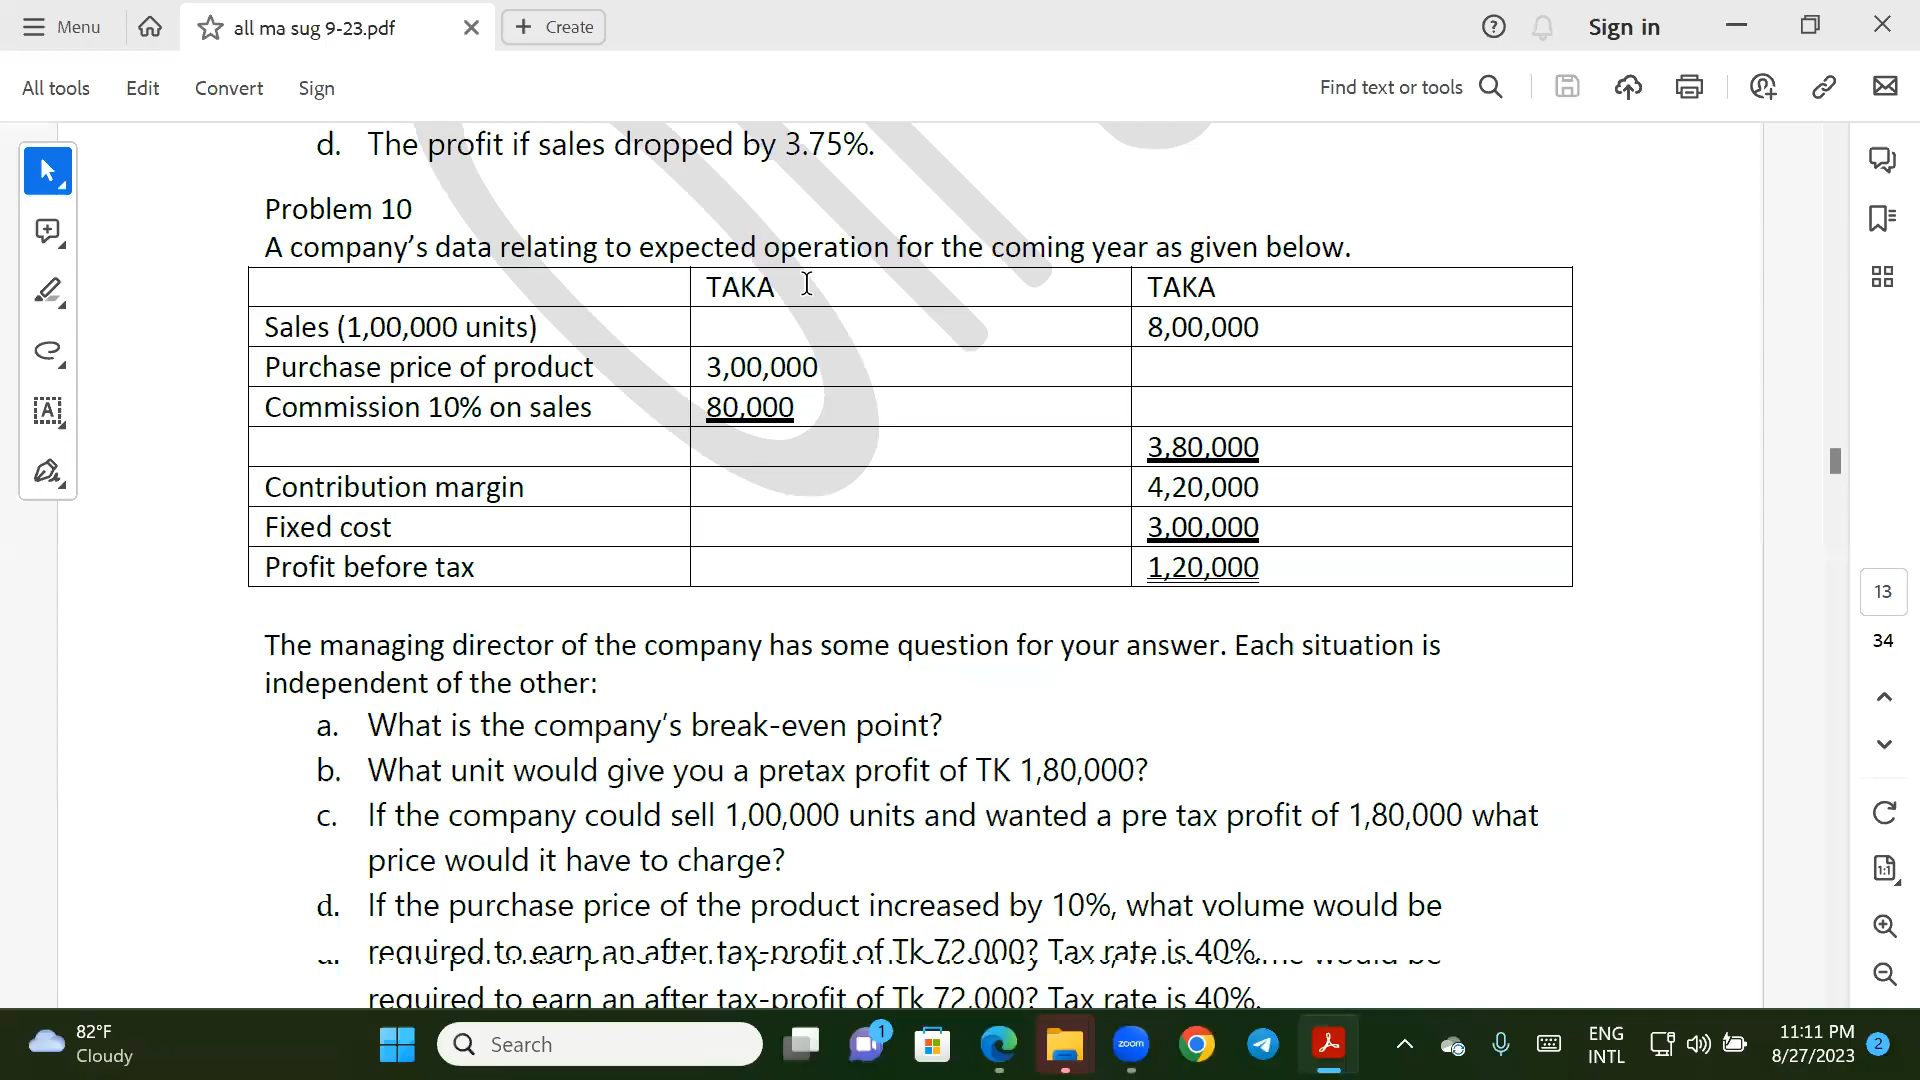 Menu
all ma sug 9-23.pdf
Create
Sign in
All tools
Edit
Convert
Sign
Find text or tools
d. The profit if sales dropped by 3.75%.
Problem 10
A company's data relating to expected operation for the coming year as given below.
TAKA TAKA
Sales (1,00,000 units) 8,00,000
Purchase price of product 3,00,000
Commission 10% on sales 80,000
3,80,000
Contribution margin 4,20,000
Fixed cost 3,00,000
Profit before tax 1,20,000
The managing director of the company has some question for your answer. Each situation is
independent of the other:
a. What is the company's break-even point?
b. What unit would give you a pretax profit of TK 1,80,000?
c. If the company could sell 1,00,000 units and wanted a pre tax profit of 1,80,000 what
price would it have to charge?
d. If the purchase price of the product increased by 10%, what volume would be
required to earn an after tax-profit of Tk 72,000? Tax rate is 40%.
required to earn an after tax-profit of Tk 72,000? Tax rate is 40%.
13
34
1:1
A
82°F
Cloudy
Search
1
zoom
ENG
INTL
11:11 PM
8/27/2023
2